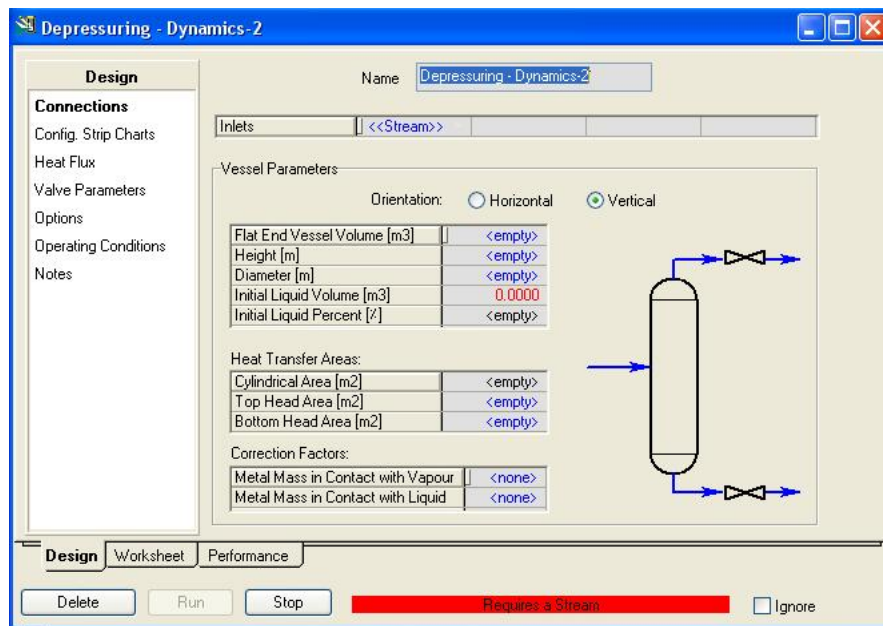 Depressuring - Dynamics-2
Design
Connections
Config. Strip Charts
Heat Flux
Valve Parameters
Options
Operating Conditions
Notes
Name Depressuring - Dynamics-2
Inlets <<Stream>>
Vessel Parameters
Orientation: Horizontal Vertical
Flat End Vessel Volume [m3] <empty>
Height [m] <empty>
Diameter [m] <empty>
Initial Liquid Volume [m3] 0.0000
Initial Liquid Percent [%] <empty>
Heat Transfer Areas:
Cylindrical Area [m2] <empty>
Top Head Area [m2] <empty>
Bottom Head Area [m2] <empty>
Correction Factors:
Metal Mass in Contact with Vapour <none>
Metal Mass in Contact with Liquid <none>
Design Worksheet Performance
Delete Run Stop Requires a Stream Ignore